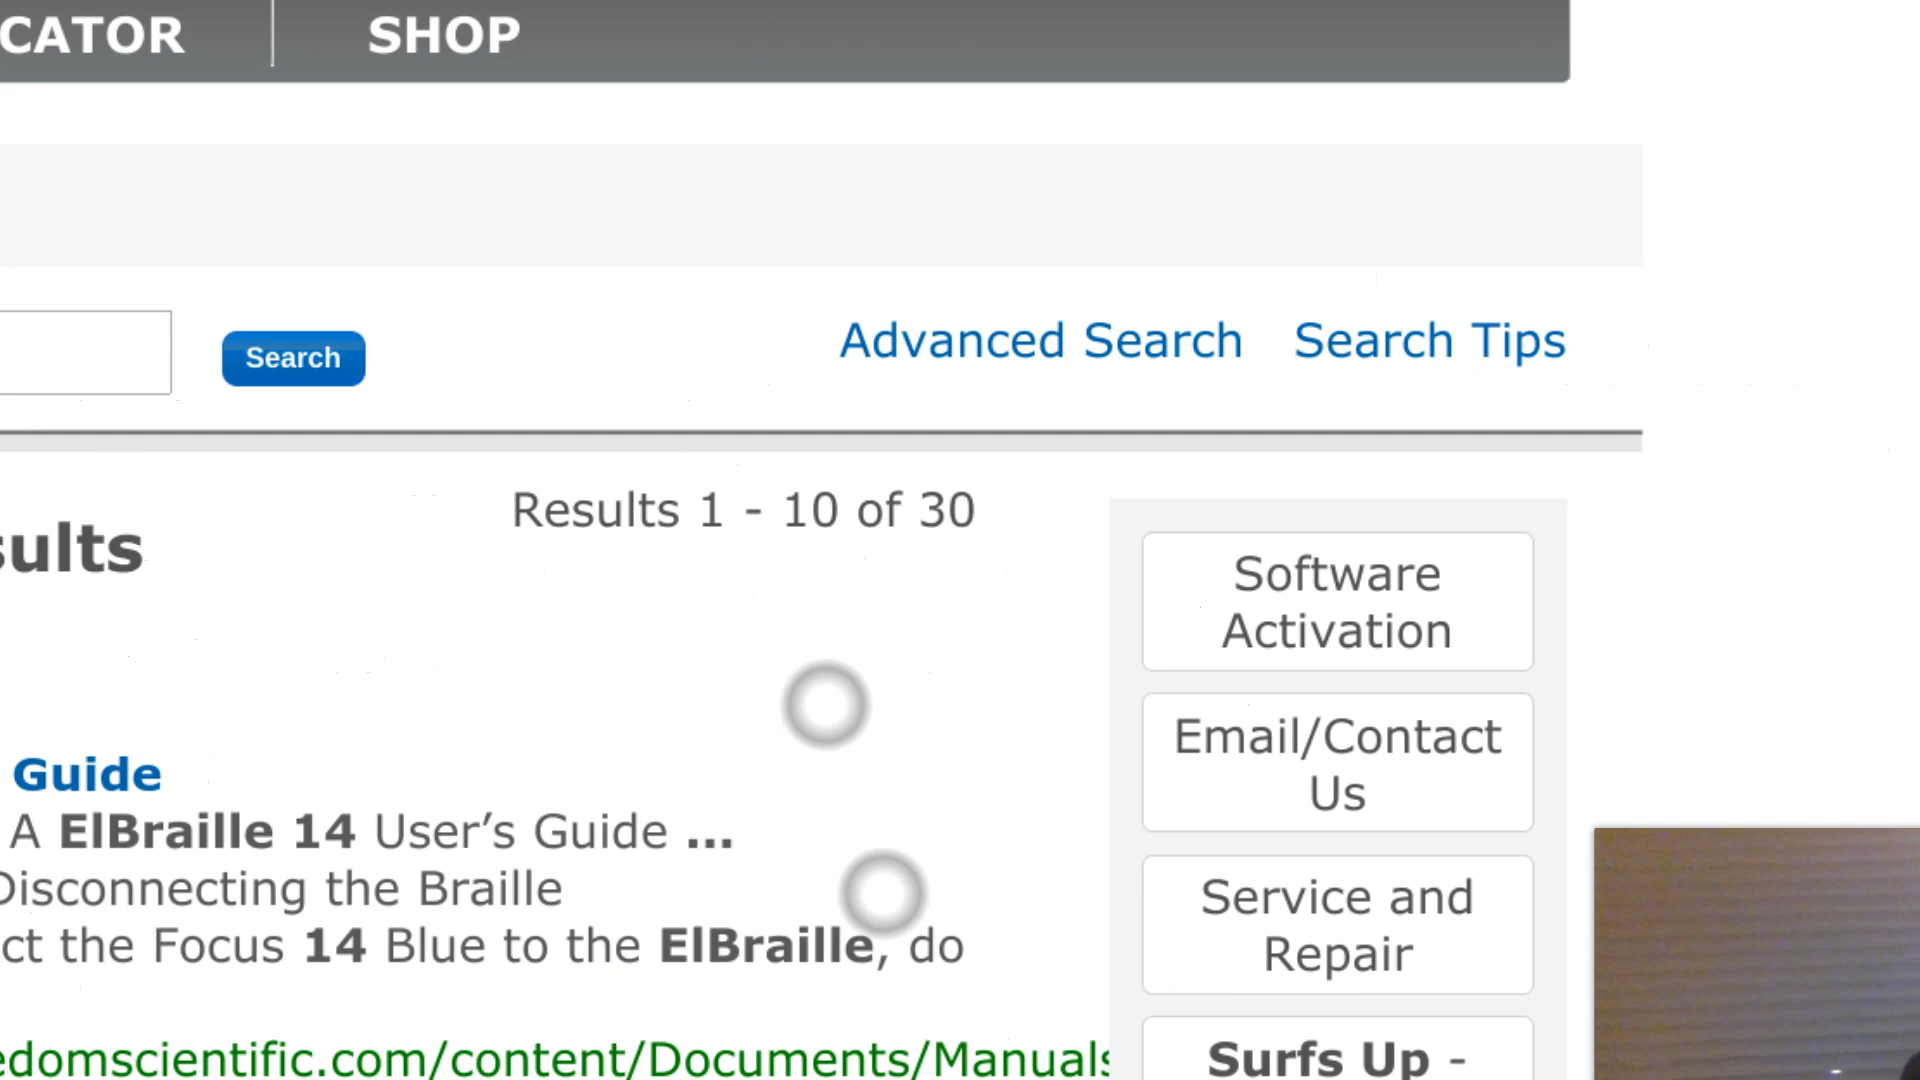 CATOR SHOP
Search Advanced Search Search Tips
Results 1 - 10 of 30
sults
Software
Activation
Email/Contact
Us
Guide
A ElBraille 14 User’s Guide ...
Disconnecting the Braille
ct the Focus 14 Blue to the ElBraille, do
Service and
Repair
edomscientific.com/content/Documents/Manuals
Surfs Up -